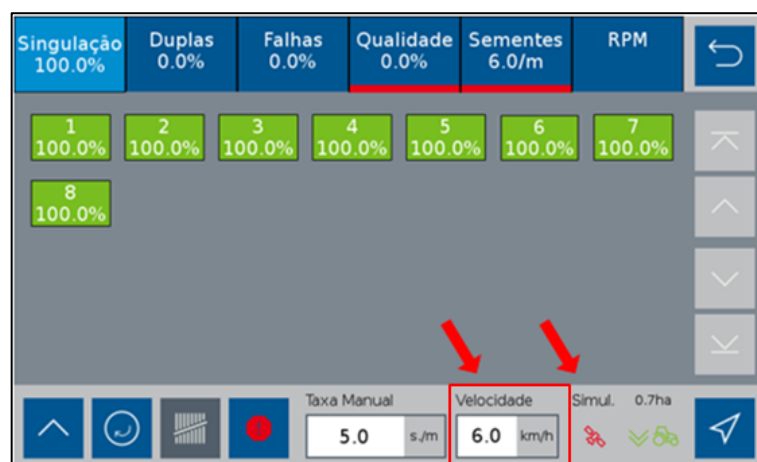 Singulação Duplas Falhas Qualidade Sementes RPM
100.0% 0.0% 0.0% 0.0% 6.0/m
1 2 3 4 5 6 7
100.0% 100.0% 100.0% 100.0% 100.0% 100.0% 100.0%
8
100.0%
Taxa Manual Velocidade Simul. 0.7ha
5.0 s./m 6.0 km/h